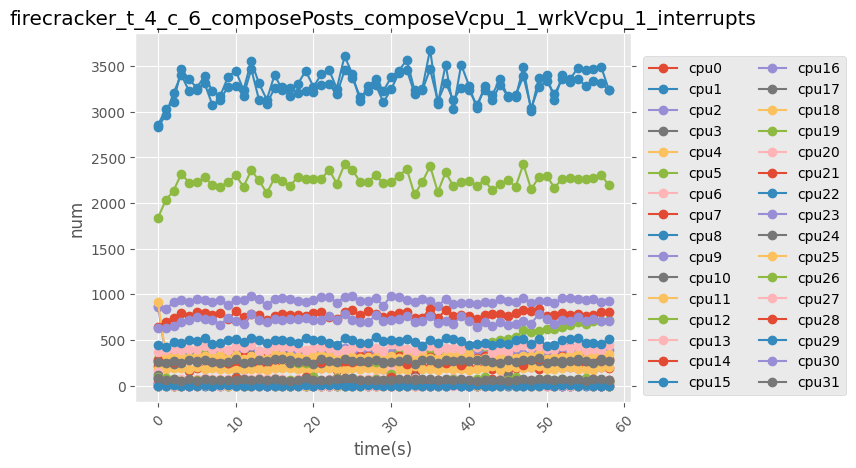 firecracker_t_4_c_6_composePosts_composeVcpu_1_wrkVcpu_1_interrupts
3500
3000
2500
2000
1500
1000
500
0
num
0
10
20
30
40
50
60
time(s)
cpu0
cpu1
cpu2
cpu3
cpu4
cpu5
cpu6
cpu7
cpu8
cpu9
cpu10
cpu11
cpu12
cpu13
cpu14
cpu15
cpu16
cpu17
cpu18
cpu19
cpu20
cpu21
cpu22
cpu23
cpu24
cpu25
cpu26
cpu27
cpu28
cpu29
cpu30
cpu31